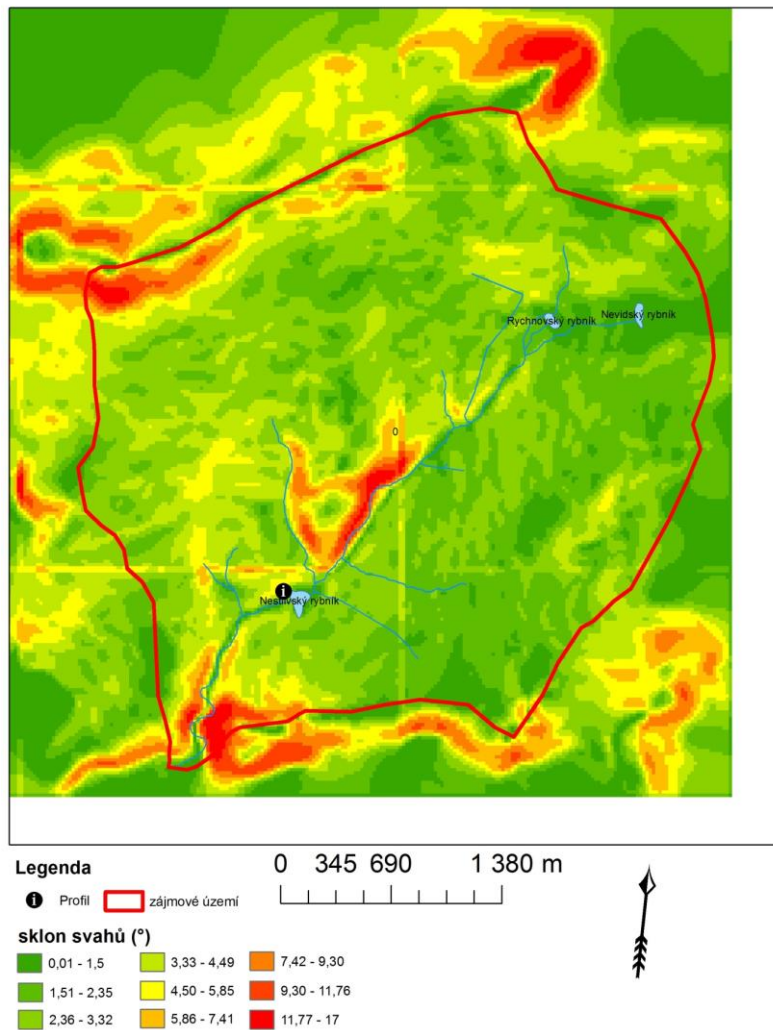 Rychnovský rybník
Nevidský rybník
0
Nestlivský rybník
Legenda
Profil
zájmové území
0 345 690 1 380 m
sklon svahů (°)
0,01 - 1,5
3,33 - 4,49
7,42 - 9,30
1,51 - 2,35
4,50 - 5,85
9,30 - 11,76
2,36 - 3,32
5,86 - 7,41
11,77 - 17